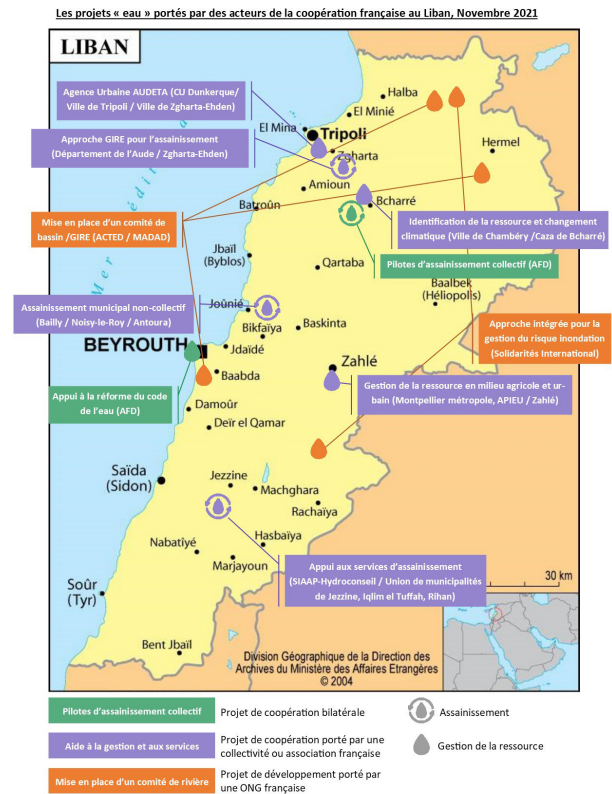 Les projets « eau » portés par des acteurs de la coopération française au Liban, Novembre 2021
LIBAN
Agence Urbaine AUDETA (CU Dunkerque/
Ville de Tripoli / Ville de Zgharta-Ehden)
Halba
El Minié
El Mina
Tripoli
Approche GIRE pour l'assainissement
(Département de l'Aude / Zgharta-Ehden)
Zgharta
Hermel
Amioun
Batroûn
Bcharré
Mer Médi
Mise en place d'un comité de
bassin /GIRE (ACTED / MADAD)
Identification de la ressource et changement
climatique (Ville de Chambéry /Caza de Bcharré)
Jbaïl
(Byblos)
Qartaba
Pilotes d'assainissement collectif (AFD)
Baalbek
(Héliopolis)
Assainissement municipal non-collectif
(Bailly / Noisy-le-Roy / Antoura)
Joûnié
Bikfaïya
Baskinta
Approche intégrée pour la
gestion du risque inondation
(Solidarités International)
BEYROUTH
Jdaïdé
Baabda
Zahlé
Appui à la réforme du code
de l'eau (AFD)
Gestion de la ressource en milieu agricole et ur-
bain (Montpellier métropole, APIEU / Zahlé)
Damoûr
Deïr el Qamar
Saïda
(Sidon)
Jezzine
Machghara
Rachaïya
Nabatîyé
Hasbaïya
Marjayoun
Appui aux services d'assainissement
(SIAAP-Hydroconseil / Union de municipalités
de Jezzine, Iqlim el Tuffah, Rihan)
30 km
Soûr
(Tyr)
Bent Jbaïl
Division Géographique de la Direction des
Archives du Ministère des Affaires Etrangères
© 2004
Pilotes d'assainissement collectif
Projet de coopération bilatérale
Assainissement
Aide à la gestion et aux services
Projet de coopération porté par une
collectivité ou association française
Gestion de la ressource
Mise en place d'un comité de rivière
Projet de développement porté par
une ONG française